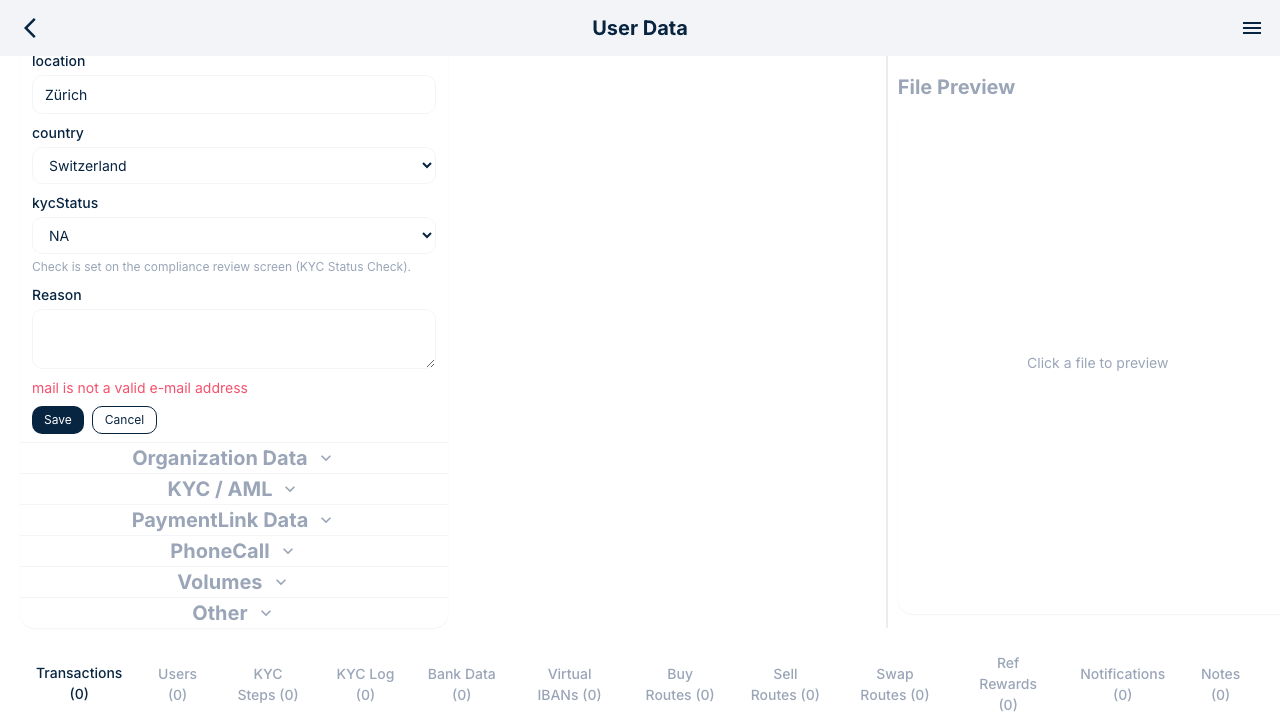 User Data
location
Zürich
country
Switzerland
kycStatus
NA
Check is set on the compliance review screen (KYC Status Check).
Reason
mail is not a valid e-mail address
Save
Cancel
Organization Data
KYC / AML
PaymentLink Data
PhoneCall
Volumes
Other
File Preview
Click a file to preview
Transactions
(0)
Users
(0)
KYC
Steps (0)
KYC Log
(0)
Bank Data
(0)
Virtual
IBANs (0)
Buy
Routes (0)
Sell
Routes (0)
Swap
Routes (0)
Ref
Rewards
(0)
Notifications
(0)
Notes
(0)